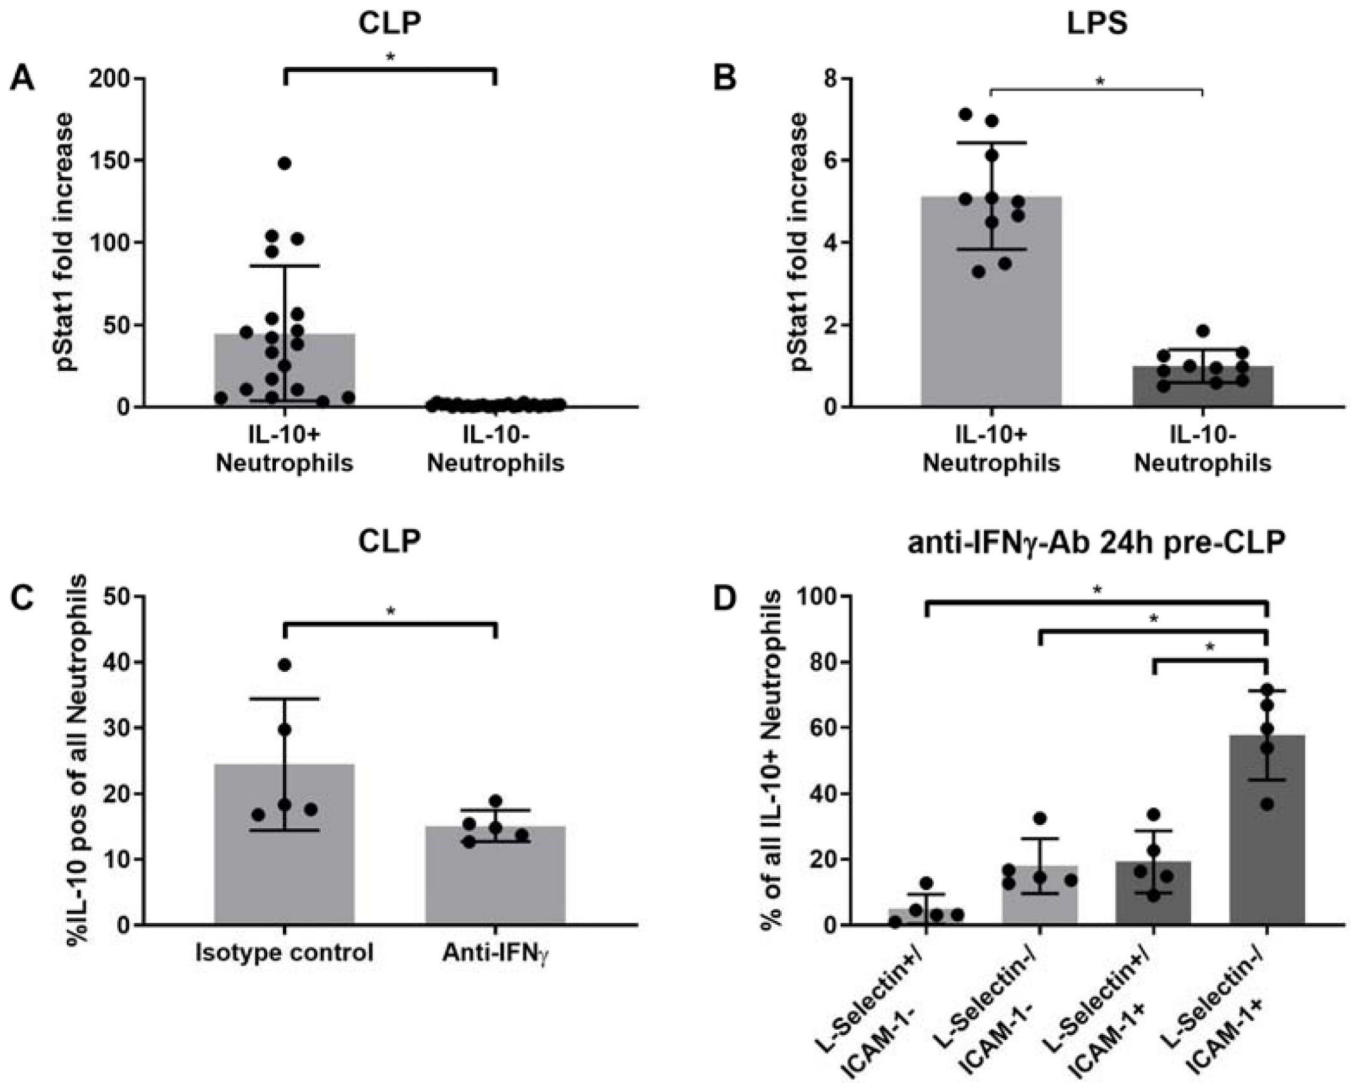 CLP
A
*
pStat1 fold increase
200
150
100
50
0
IL-10+
Neutrophils
IL-10-
Neutrophils
LPS
B
*
pStat1 fold increase
8
6
4
2
0
IL-10+
Neutrophils
IL-10-
Neutrophils
CLP
C
*
%IL-10 pos of all Neutrophils
50
40
30
20
10
0
Isotype control
Anti-IFNγ
anti-IFNγ-Ab 24h pre-CLP
D
*
*
*
% of all IL-10+ Neutrophils
100
80
60
40
20
0
L-Selectin+/
ICAM-1-
L-Selectin-/
ICAM-1-
L-Selectin+/
ICAM-1+
L-Selectin-/
ICAM-1+